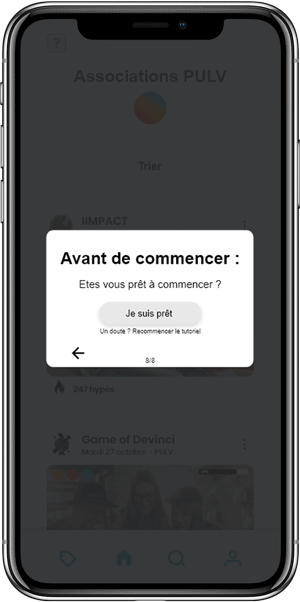 ?
Associations PULV
Trier
IIMPACT
Avant de commencer :
Etes vous prêt à commencer ?
Je suis prêt
Un doute ? Recommencer le tutoriel
8/8
247 hypes
Game of Devinci
Mardi 27 octobre - PULV